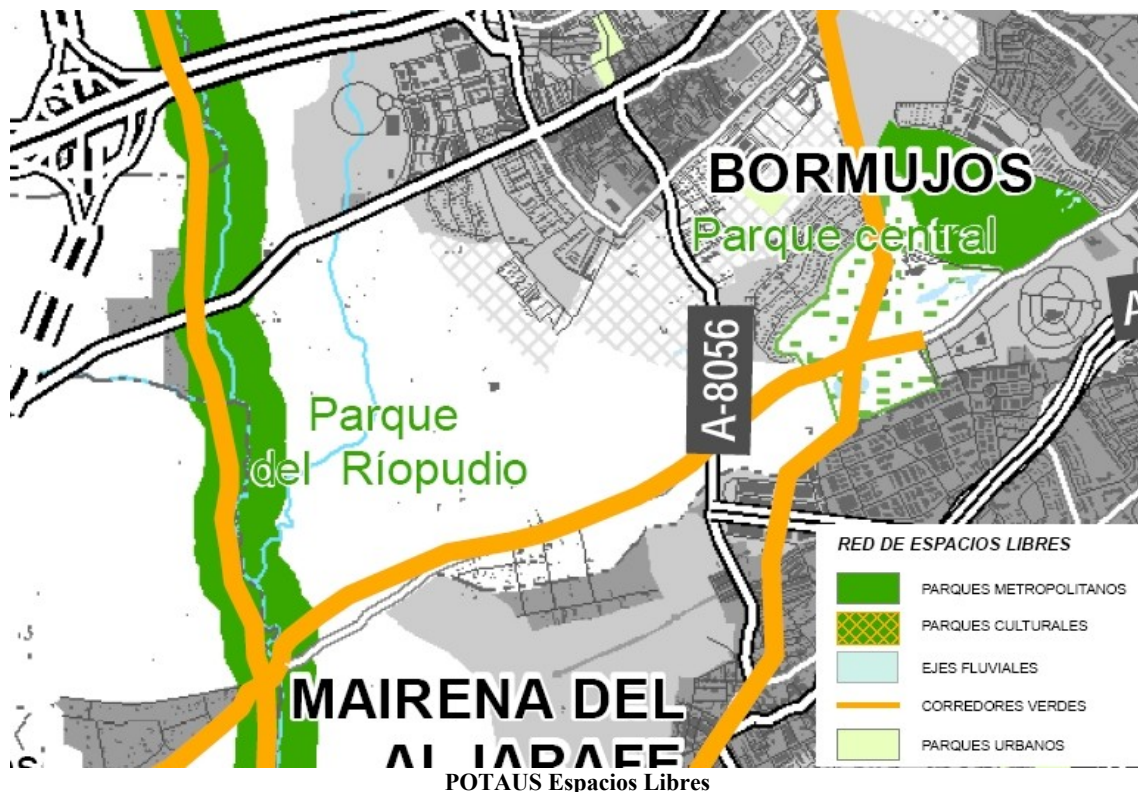 BORMUJOS
Parque central
A-8056
Parque
del Ríopudio
MAIRENA DEL
ALJARAFE
RED DE ESPACIOS LIBRES
PARQUES METROPOLITANOS
PARQUES CULTURALES
EJES FLUVIALES
CORREDORES VERDES
PARQUES URBANOS
POTAUS Espacios Libres